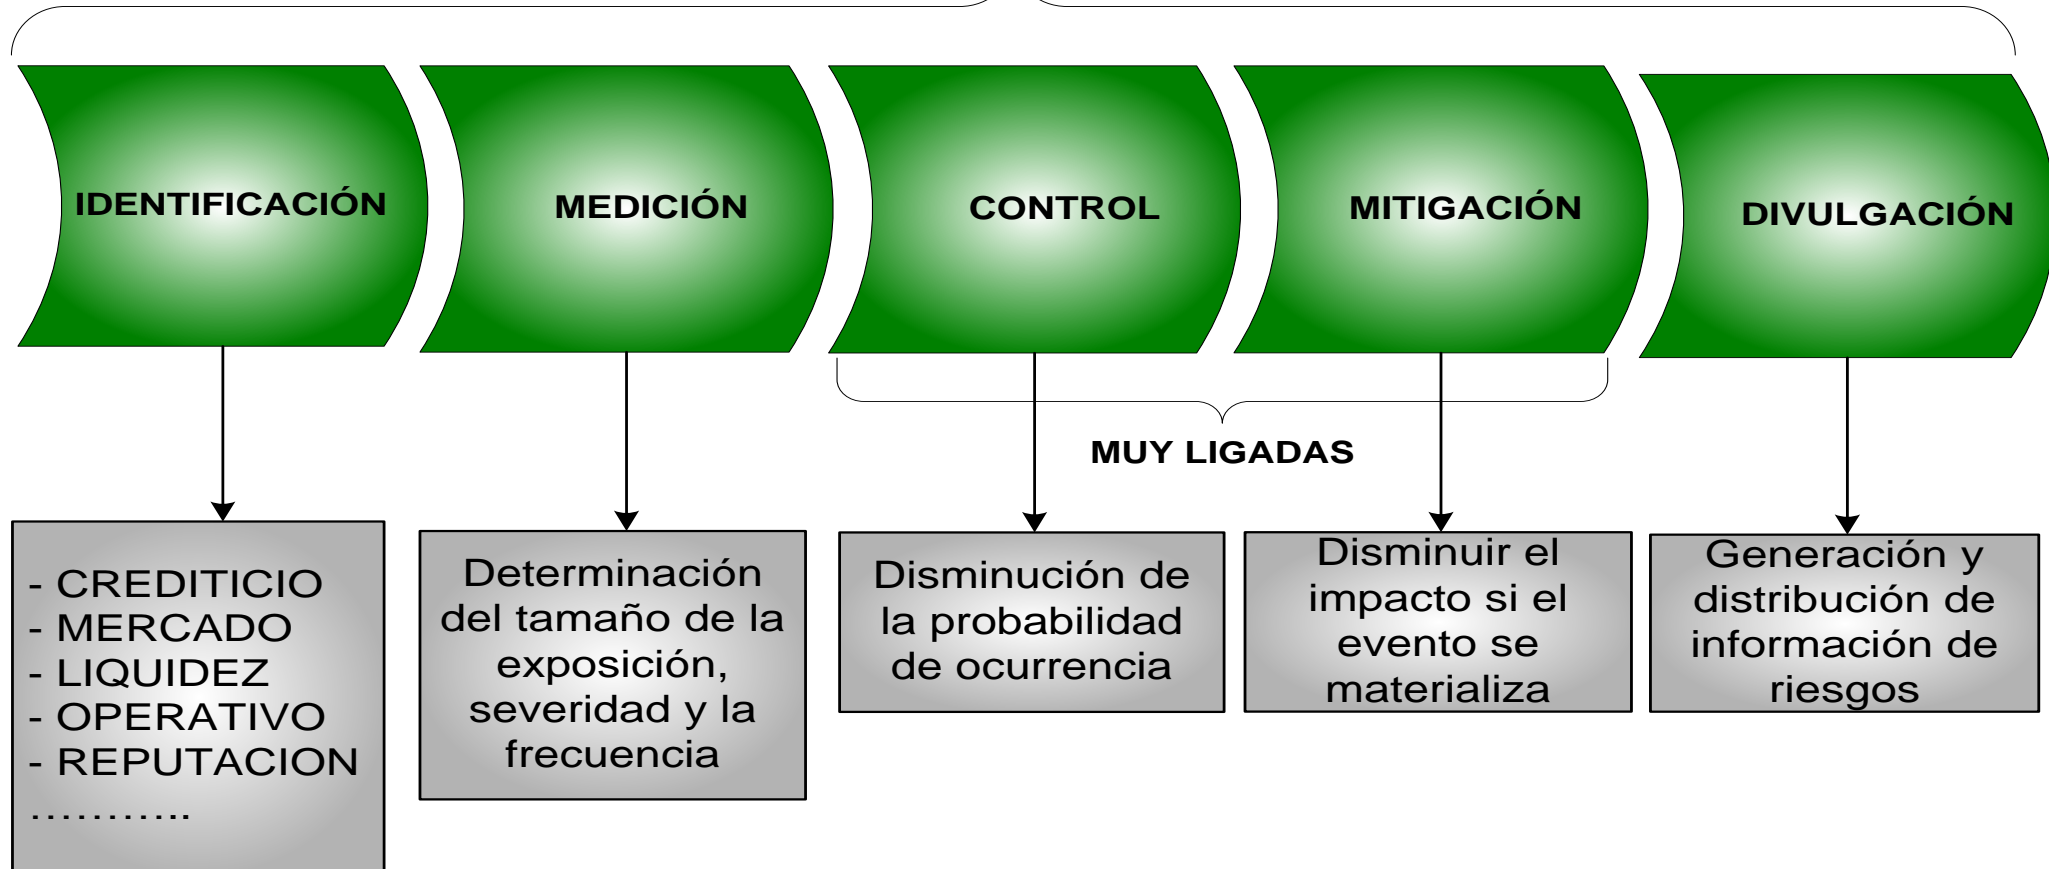 IDENTIFICACIÓN
MEDICIÓN
CONTROL
MITIGACIÓN
DIVULGACIÓN
MUY LIGADAS
- CREDITICIO
- MERCADO
- LIQUIDEZ
- OPERATIVO
- REPUTACION
………..
Determinación
del tamaño de la
exposición,
severidad y la
frecuencia
Disminución de
la probabilidad
de ocurrencia
Disminuir el
impacto si el
evento se
materializa
Generación y
distribución de
información de
riesgos